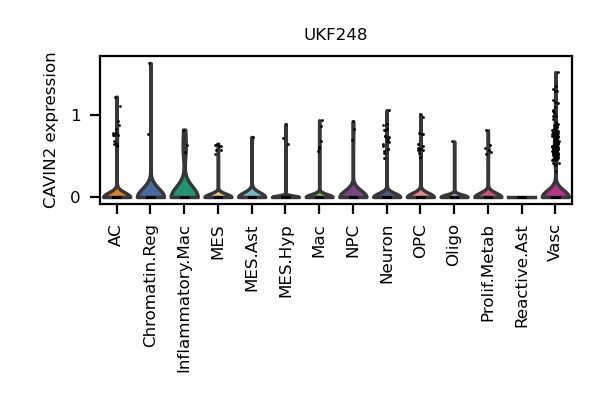 UKF248
CAVIN2 expression
1
0
AC
Chromatin.Reg
Inflammatory.Mac
MES
MES.Ast
MES.Hyp
Mac
NPC
Neuron
OPC
Oligo
Prolif.Metab
Reactive.Ast
Vasc